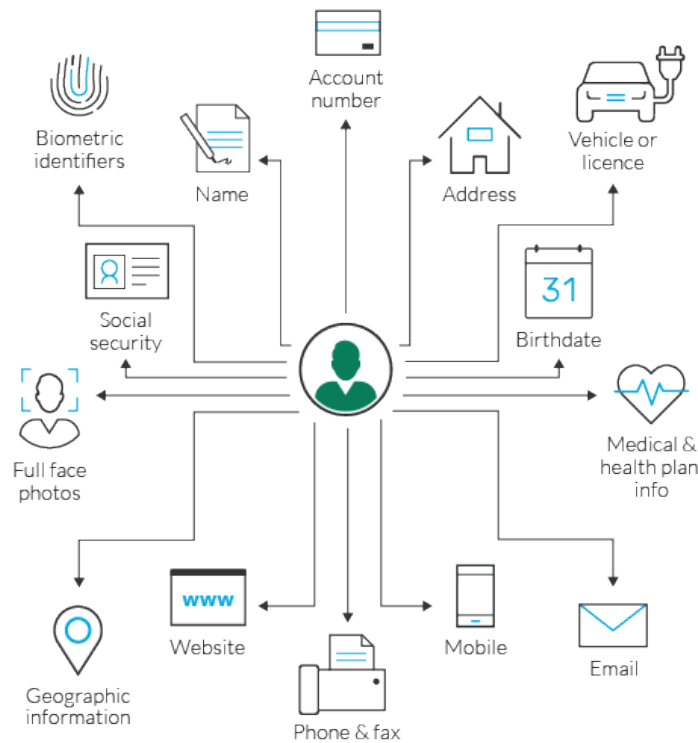 Account
number
Biometric
identifiers
Name
Address
Vehicle or
licence
Social
security
31
Birthdate
Full face
photos
Medical &
health plan
info
www
Website
Mobile
Email
Geographic
information
Phone & fax